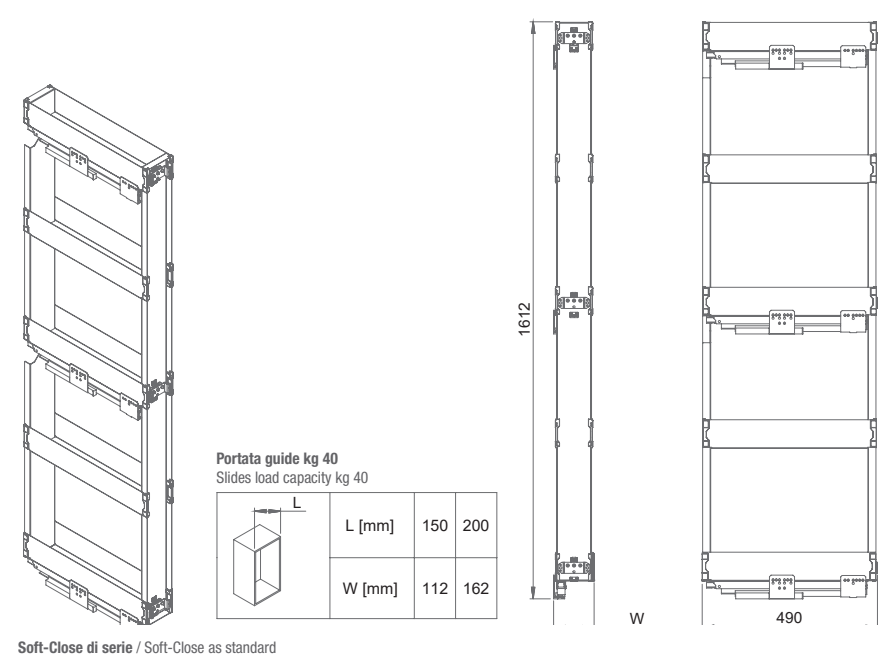 1612
Portata guide kg 40
Slides load capacity kg 40
L
L [mm] 150 200
W [mm] 112 162
W
490
Soft-Close di serie / Soft-Close as standard